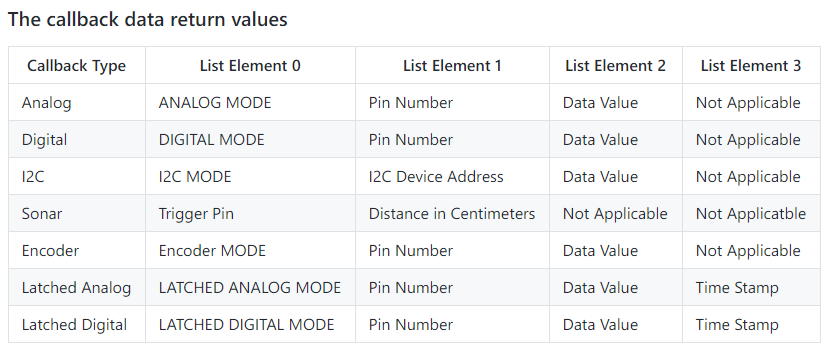 The callback data return values
Callback Type List Element 0 List Element 1 List Element 2 List Element 3
Analog ANALOG MODE Pin Number Data Value Not Applicable
Digital DIGITAL MODE Pin Number Data Value Not Applicable
I2C I2C MODE I2C Device Address Data Value Not Applicable
Sonar Trigger Pin Distance in Centimeters Not Applicable Not Applicatble
Encoder Encoder MODE Pin Number Data Value Not Applicable
Latched Analog LATCHED ANALOG MODE Pin Number Data Value Time Stamp
Latched Digital LATCHED DIGITAL MODE Pin Number Data Value Time Stamp